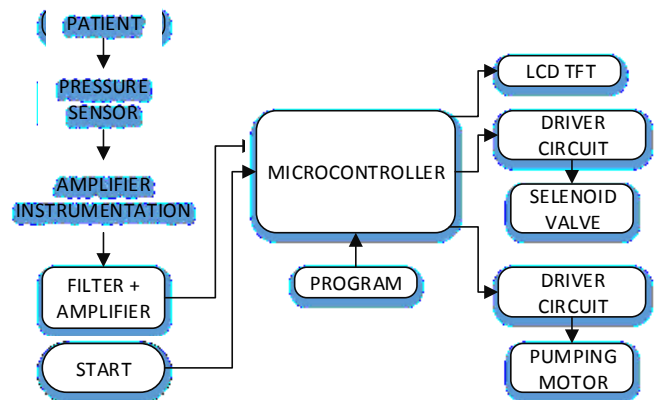 PATIENT
PRESSURE
SENSOR
AMPLIFIER
INSTRUMENTATION
FILTER +
AMPLIFIER
START
MICROCONTROLLER
PROGRAM
LCD TFT
DRIVER
CIRCUIT
SELENOID
VALVE
DRIVER
CIRCUIT
PUMPING
MOTOR